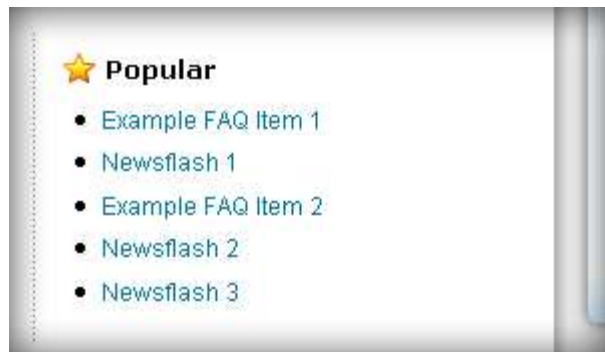 Popular
Example FAQ Item 1
Newsflash 1
Example FAQ Item 2
Newsflash 2
Newsflash 3